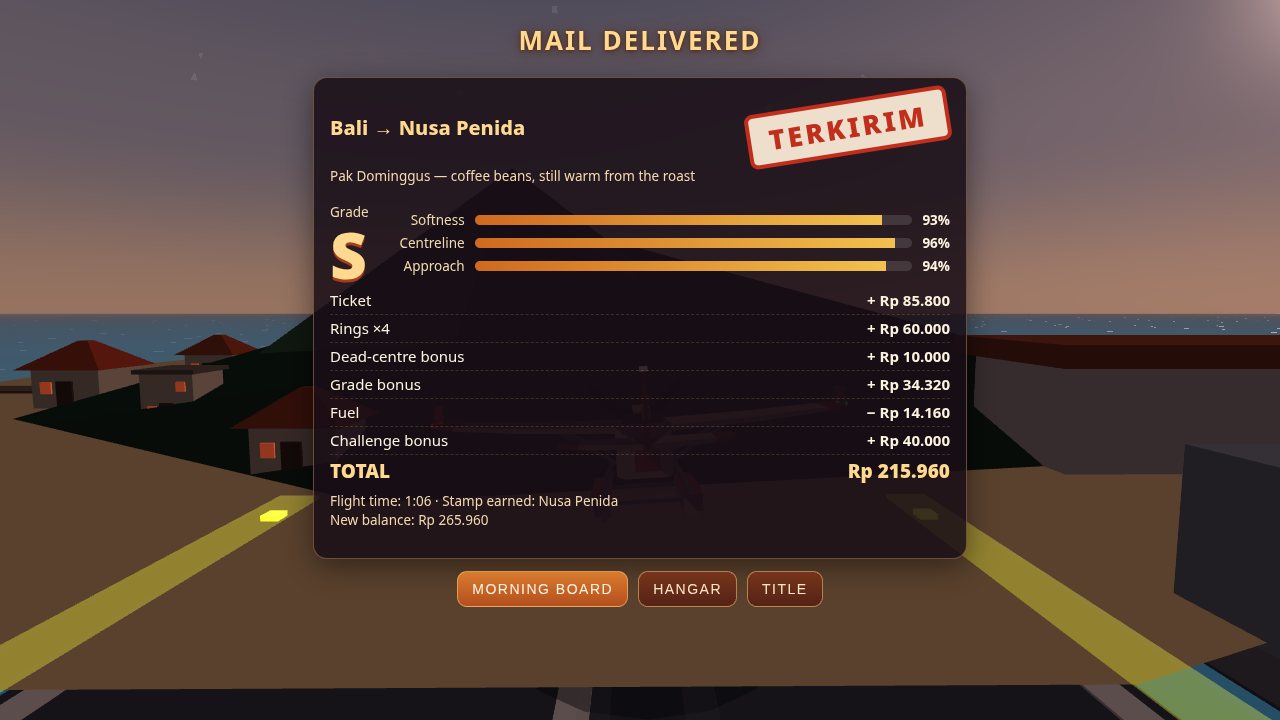 MAIL DELIVERED
Bali → Nusa Penida
TERKIRIM
Pak Dominggus — coffee beans, still warm from the roast
Grade
S
Softness 93%
Centreline 96%
Approach 94%
Ticket + Rp 85.800
Rings ×4 + Rp 60.000
Dead-centre bonus + Rp 10.000
Grade bonus + Rp 34.320
Fuel − Rp 14.160
Challenge bonus + Rp 40.000
TOTAL Rp 215.960
Flight time: 1:06 · Stamp earned: Nusa Penida
New balance: Rp 265.960
MORNING BOARD HANGAR TITLE